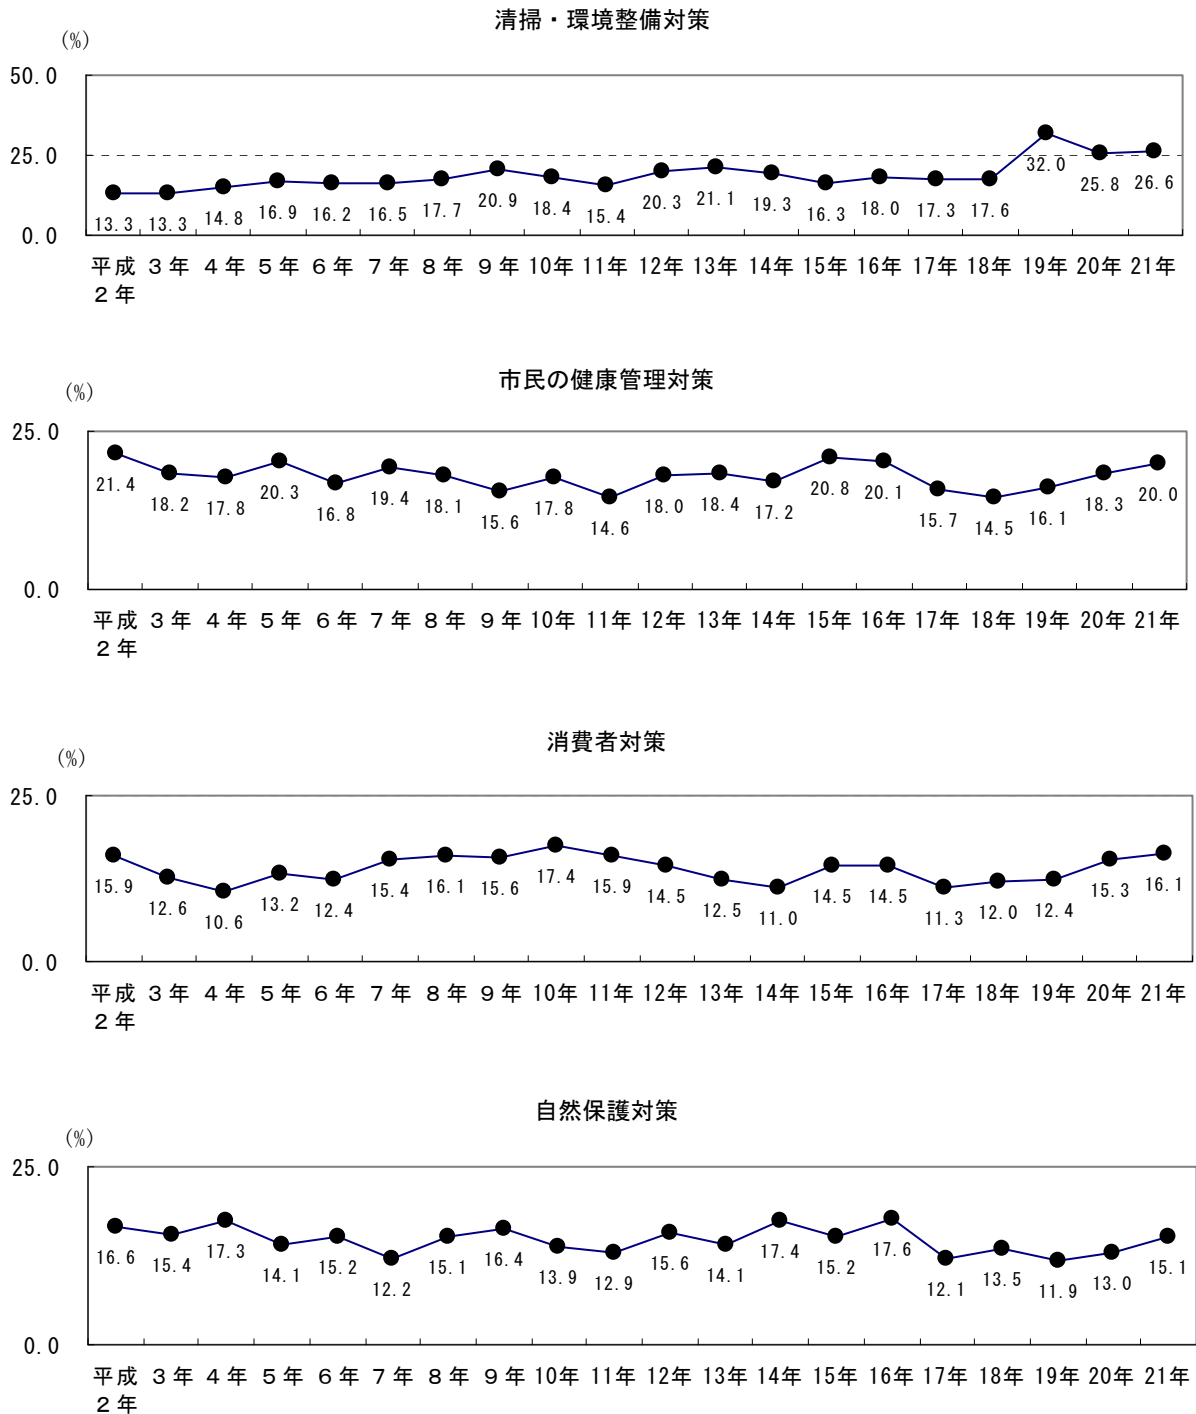 清掃・環境整備対策
(%)
50.0
25.0
0.0
13.3 13.3 14.8 16.9 16.2 16.5 17.7 20.9 18.4 15.4 20.3 21.1 19.3 16.3 18.0 17.3 17.6 32.0 25.8 26.6
平成 3年 4年 5年 6年 7年 8年 9年 10年 11年 12年 13年 14年 15年 16年 17年 18年 19年 20年 21年
2年
市民の健康管理対策
(%)
25.0
21.4 18.2 17.8 20.3 16.8 19.4 18.1 15.6 17.8 14.6 18.0 18.4 17.2 20.8 20.1 15.7 14.5 16.1 18.3 20.0
0.0
平成 3年 4年 5年 6年 7年 8年 9年 10年 11年 12年 13年 14年 15年 16年 17年 18年 19年 20年 21年
2年
消費者対策
(%)
25.0
15.9 12.6 10.6 13.2 12.4 15.4 16.1 15.6 17.4 15.9 14.5 12.5 11.0 14.5 14.5 11.3 12.0 12.4 15.3 16.1
0.0
平成 3年 4年 5年 6年 7年 8年 9年 10年 11年 12年 13年 14年 15年 16年 17年 18年 19年 20年 21年
2年
自然保護対策
(%)
25.0
16.6 15.4 17.3 14.1 15.2 12.2 15.1 16.4 13.9 12.9 15.6 14.1 17.4 15.2 17.6 12.1 13.5 11.9 13.0 15.1
0.0
平成 3年 4年 5年 6年 7年 8年 9年 10年 11年 12年 13年 14年 15年 16年 17年 18年 19年 20年 21年
2年